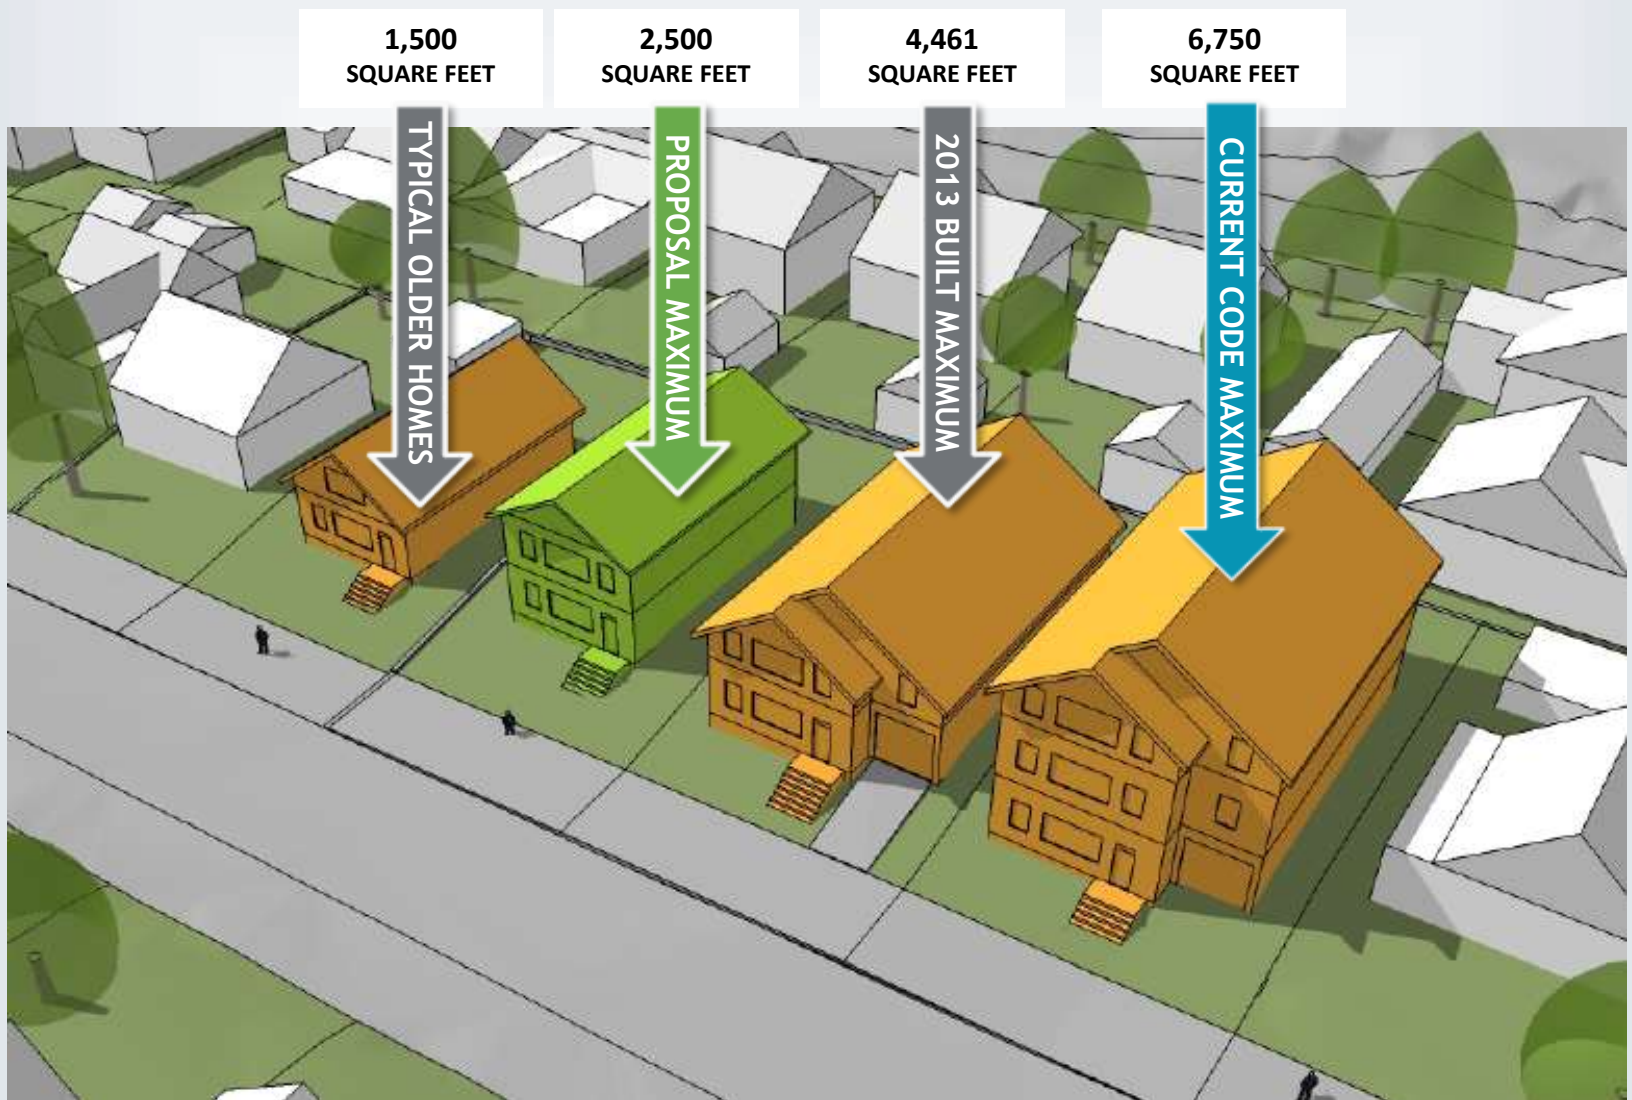 1,500
SQUARE FEET
TYPICAL OLDER HOMES
2,500
SQUARE FEET
PROPOSAL MAXIMUM
4,461
SQUARE FEET
2013 BUILT MAXIMUM
6,750
SQUARE FEET
CURRENT CODE MAXIMUM